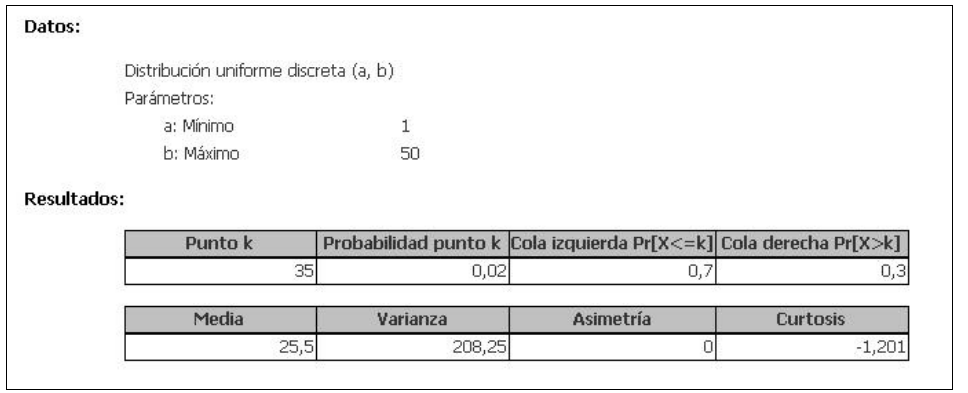 Datos:
Distribución uniforme discreta (a, b)
Parámetros:
a: Mínimo 1
b: Máximo 50
Resultados:
Punto k Probabilidad punto k Cola izquierda Pr[X<=k] Cola derecha Pr[X>k]
35 0,02 0,7 0,3
Media Varianza Asimetría Curtosis
25,5 208,25 0 -1,201